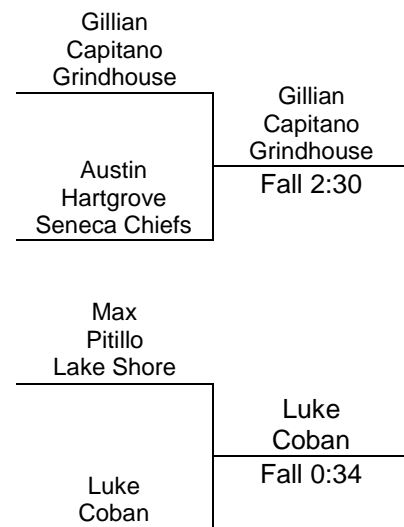 Gillian
Capitano
Grindhouse
Gillian
Capitano
Grindhouse
Fall 2:30
Austin
Hartgrove
Seneca Chiefs
Max
Pitillo
Lake Shore
Luke
Coban
Fall 0:34
Luke
Coban